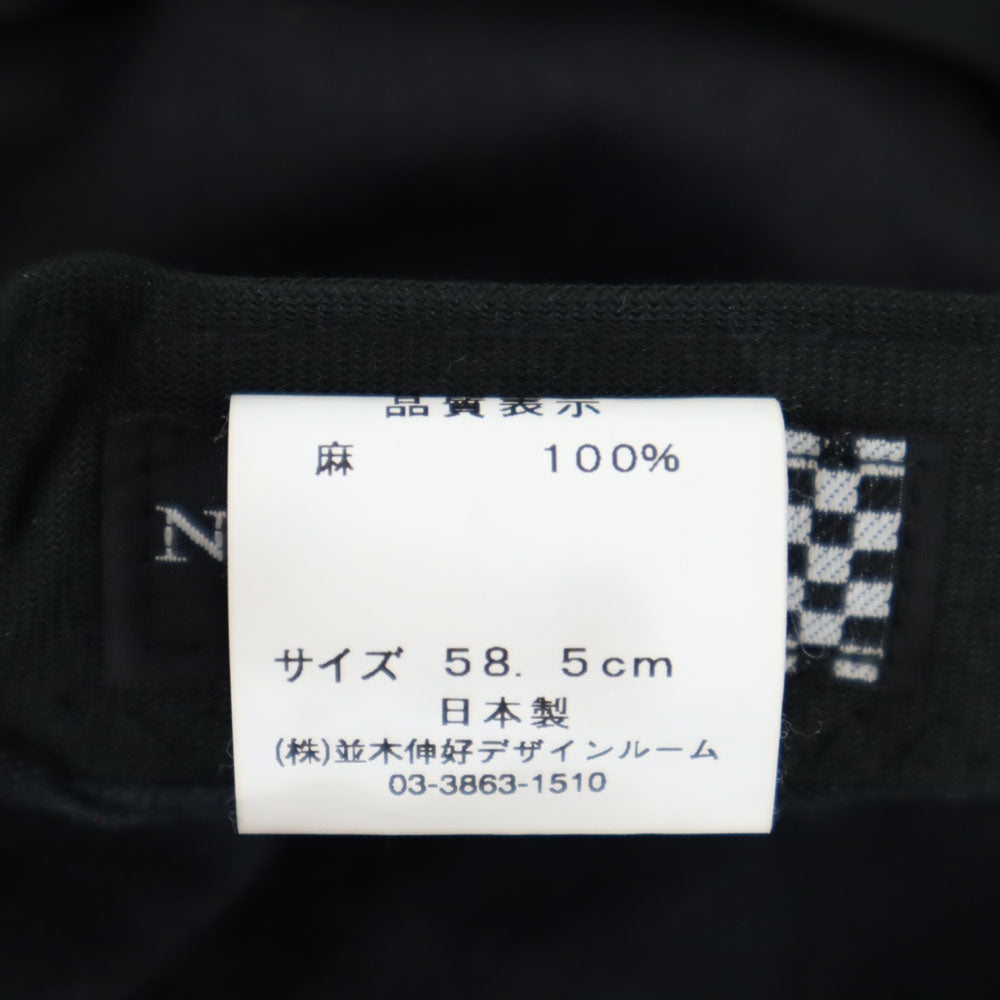 品質表示
麻 100%
N
サイズ 58.5cm
日本製
(株)並木伸好デザインルーム
03-3863-1510